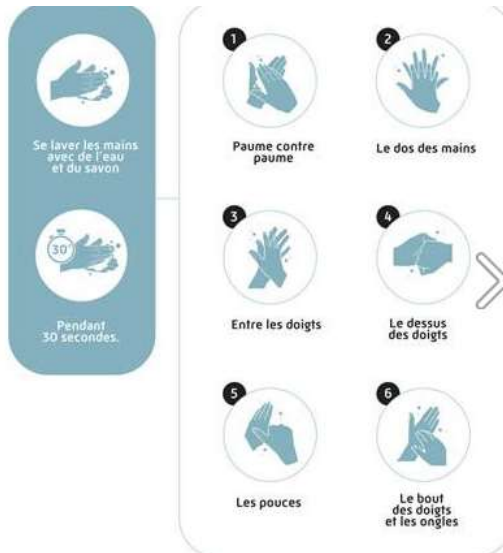 Se laver les mains
avec de l'eau
et du savon
30"
Pendant
30 secondes.
1
Paume contre
paume
2
Le dos des mains
3
Entre les doigts
4
Le dessus
des doigts
5
Les pouces
6
Le bout
des doigts
et les ongles